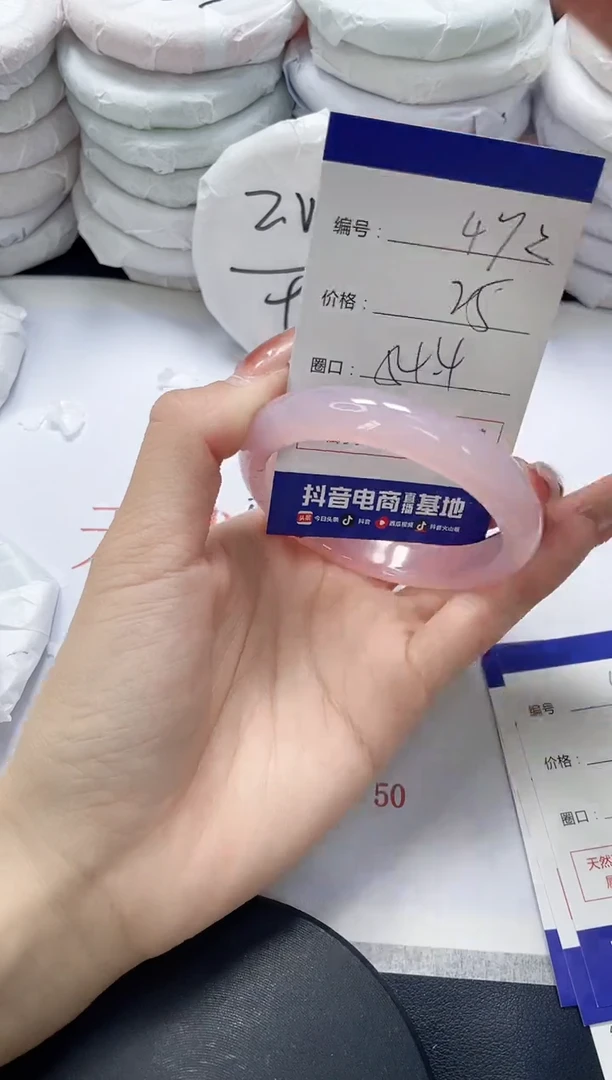 编号：472
价格：25
圈口：54.4
抖音电商直播基地
今日头条 抖音 西瓜视频 抖音火山版
50
编号
价格：
圈口：
天然